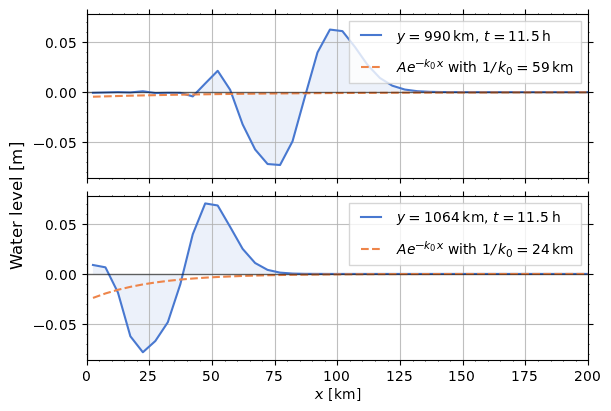 0.05
0.00
−0.05
y = 990 km, t = 11.5 h
Ae^{−k₀x} with 1/k₀ = 59 km
Water level [m]
0.05
0.00
−0.05
y = 1064 km, t = 11.5 h
Ae^{−k₀x} with 1/k₀ = 24 km
0 25 50 75 100 125 150 175 200
x [km]